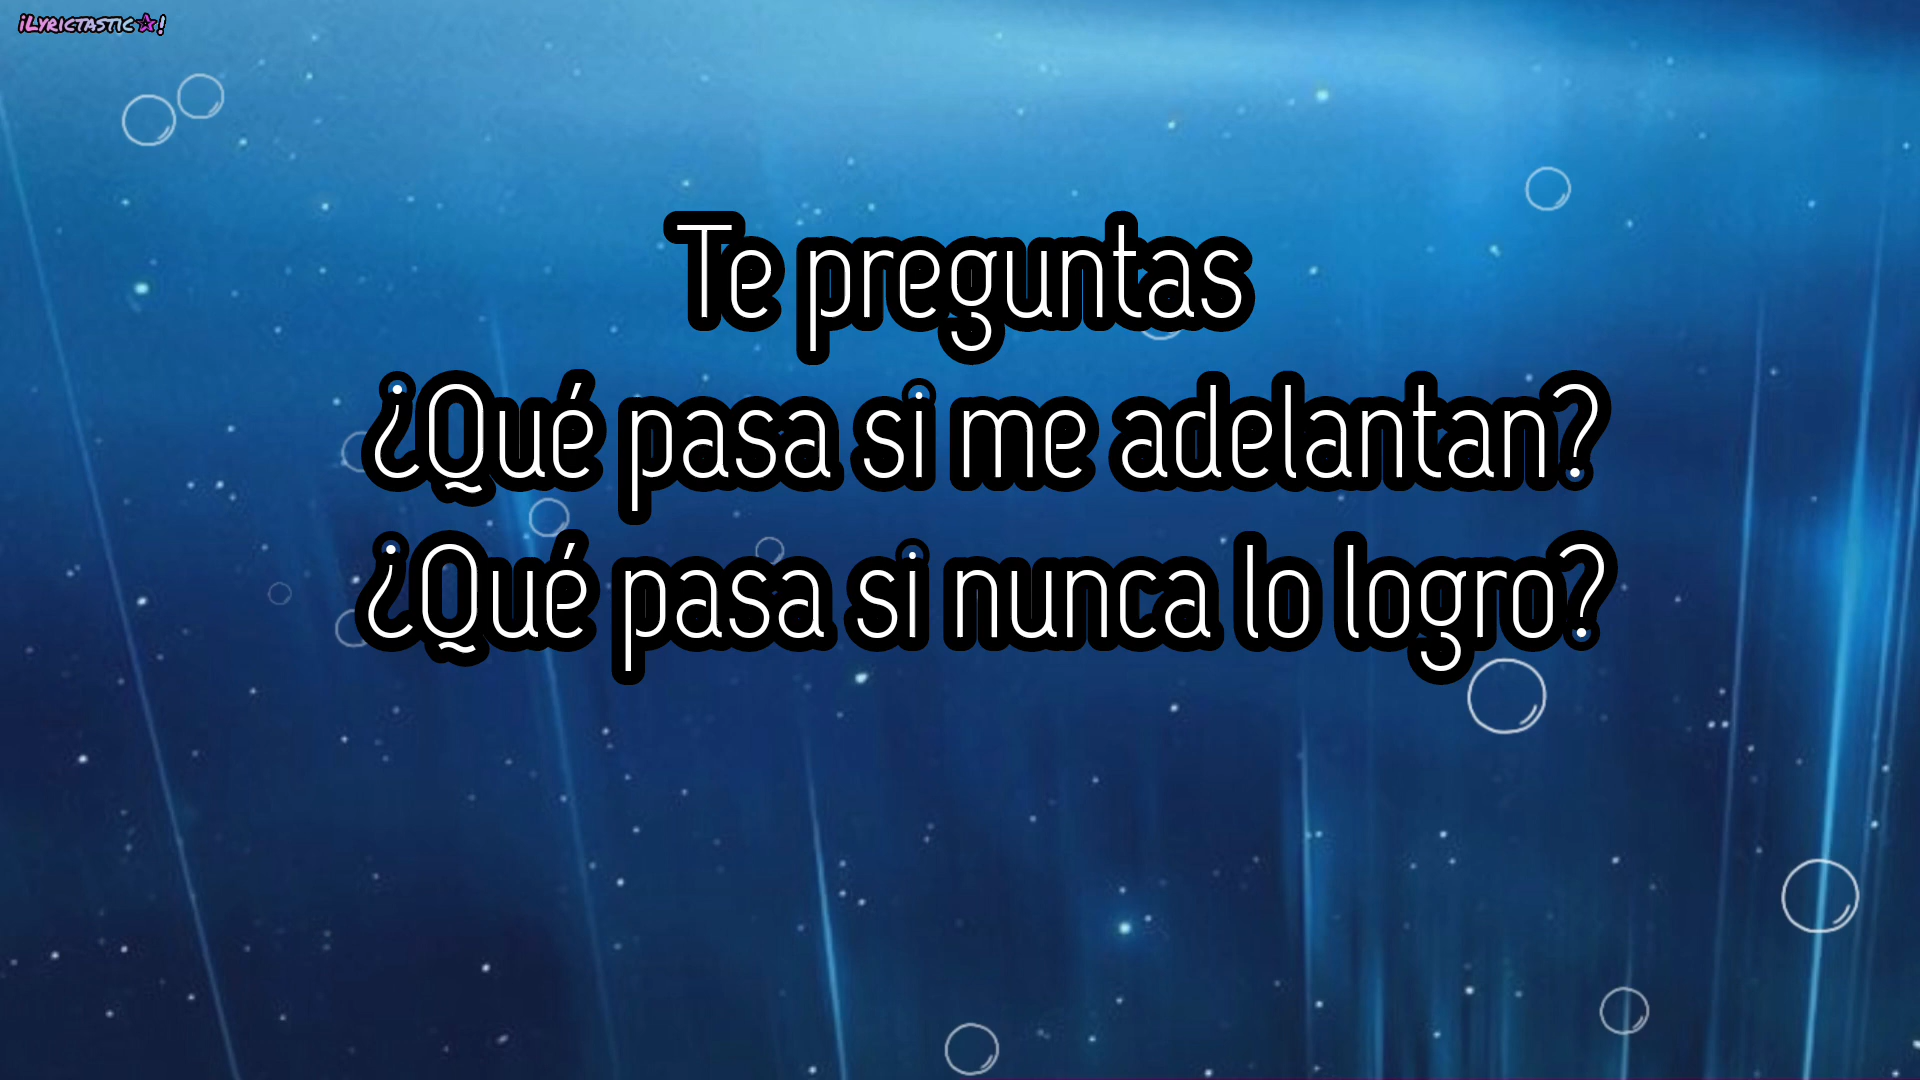 ¡Lyrictastic☆!
Te preguntas
¿Qué pasa si me adelantan?
¿Qué pasa si nunca lo logro?